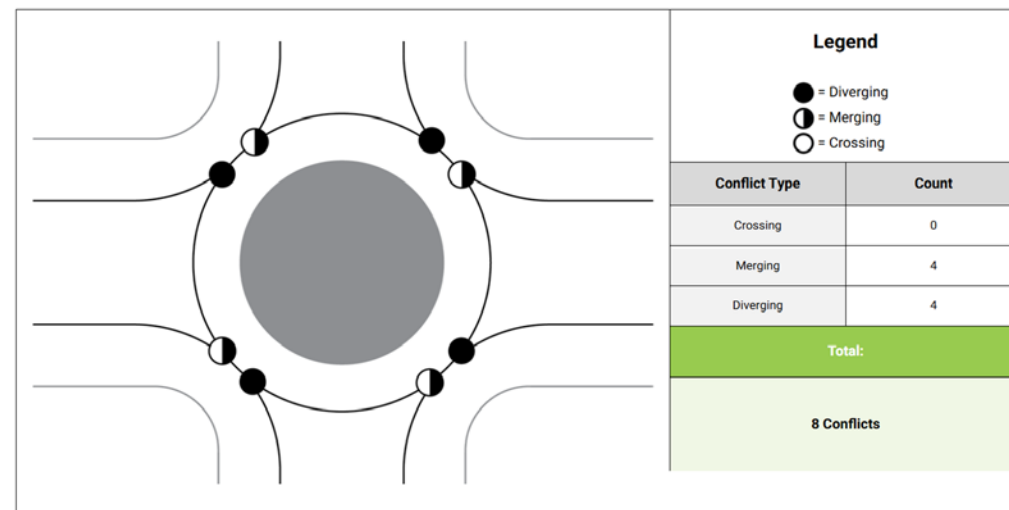 Legend
= Diverging
= Merging
= Crossing
Conflict Type Count
Crossing 0
Merging 4
Diverging 4
Total:
8 Conflicts